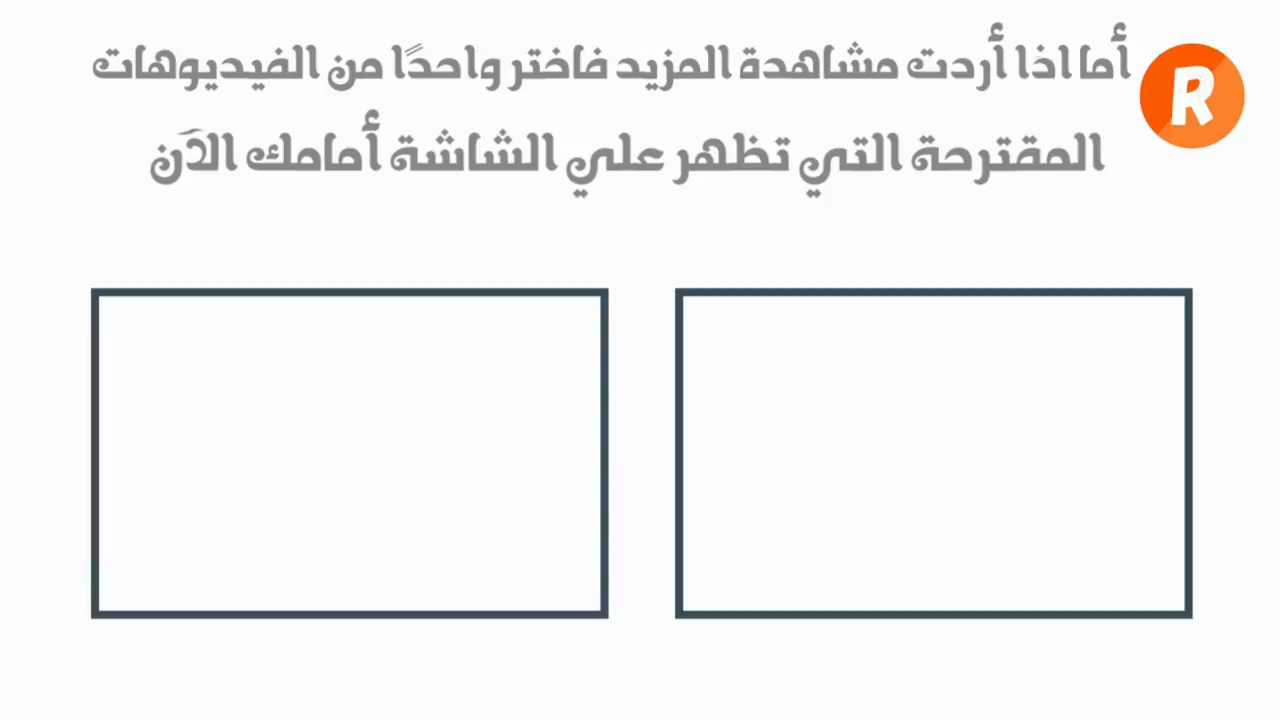 أما اذا أردت مشاهدة المزيد فاختر واحدًا من الفيديوهات
المقترحة التي تظهر علي الشاشة أمامك الآن
R